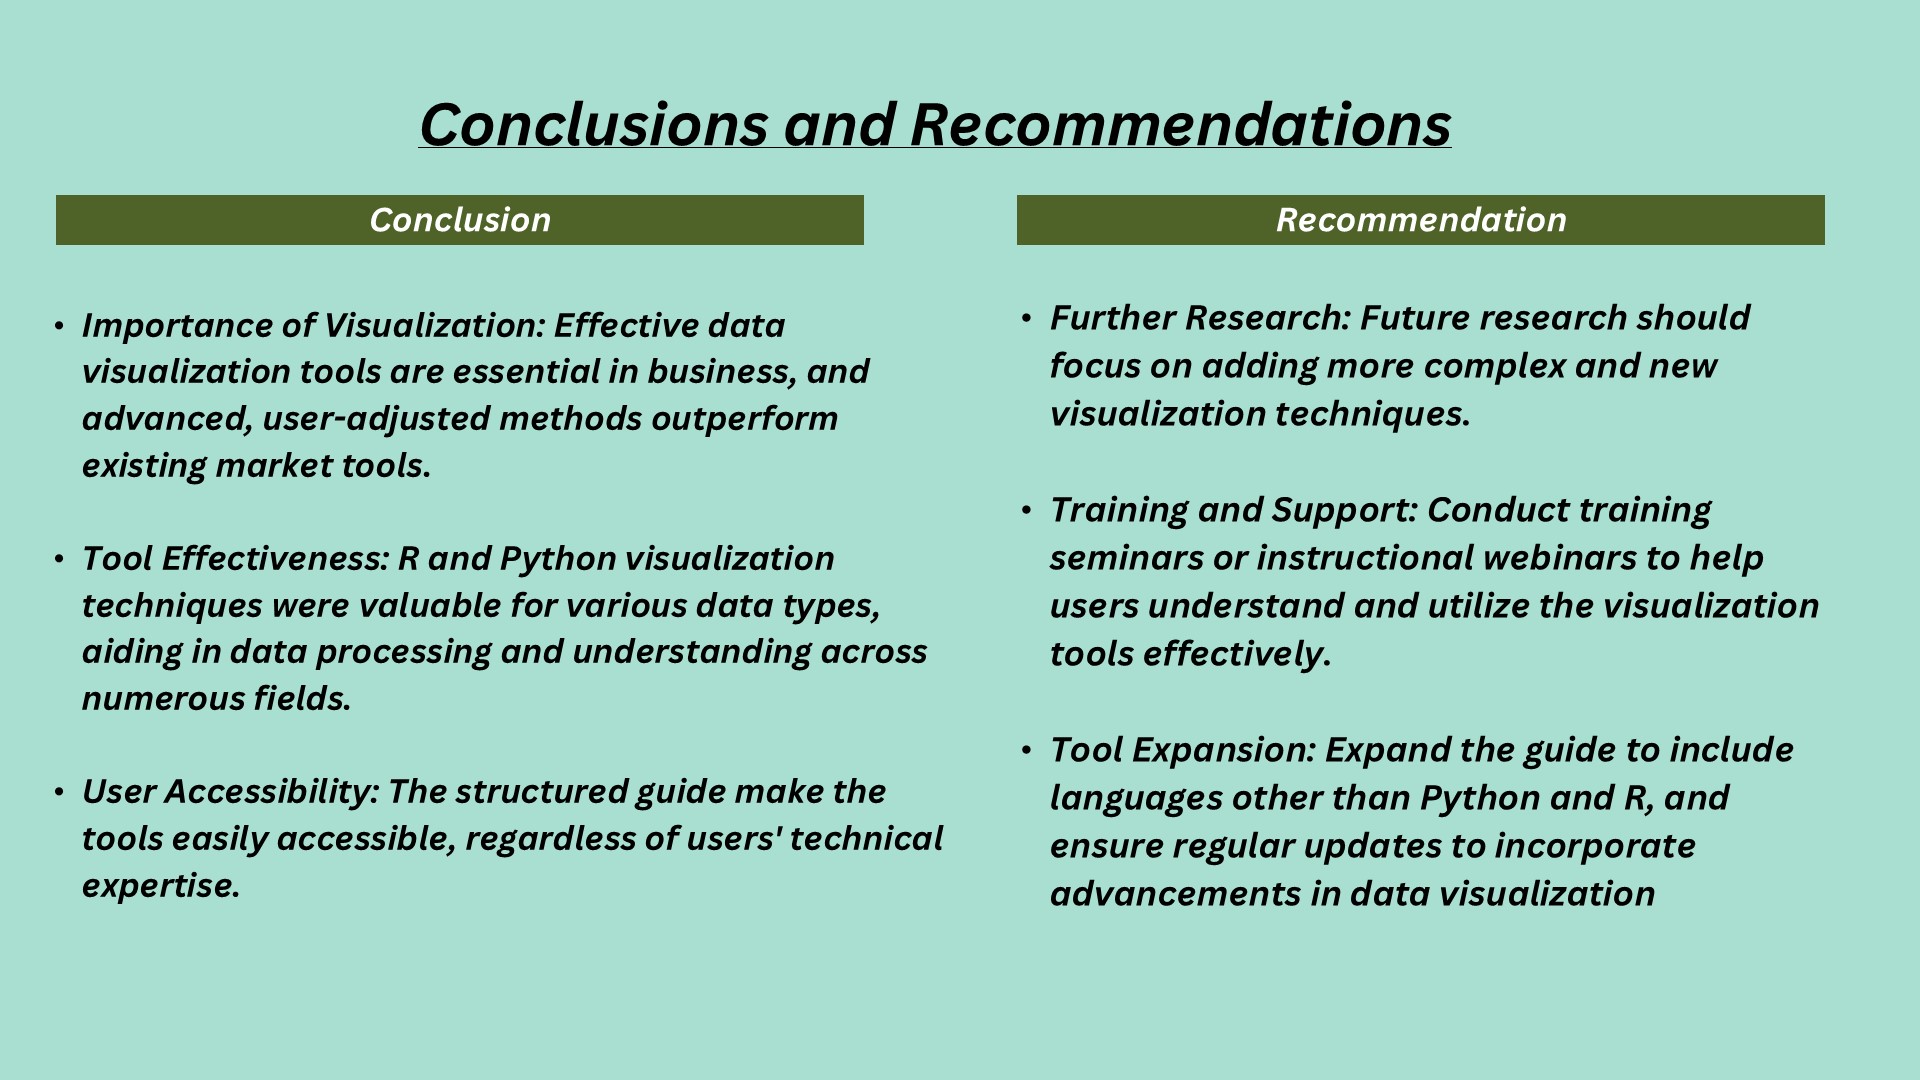 Conclusions and Recommendations
Conclusion
• Importance of Visualization: Effective data
visualization tools are essential in business, and
advanced, user-adjusted methods outperform
existing market tools.
• Tool Effectiveness: R and Python visualization
techniques were valuable for various data types,
aiding in data processing and understanding across
numerous fields.
• User Accessibility: The structured guide make the
tools easily accessible, regardless of users' technical
expertise.
Recommendation
• Further Research: Future research should
focus on adding more complex and new
visualization techniques.
• Training and Support: Conduct training
seminars or instructional webinars to help
users understand and utilize the visualization
tools effectively.
• Tool Expansion: Expand the guide to include
languages other than Python and R, and
ensure regular updates to incorporate
advancements in data visualization